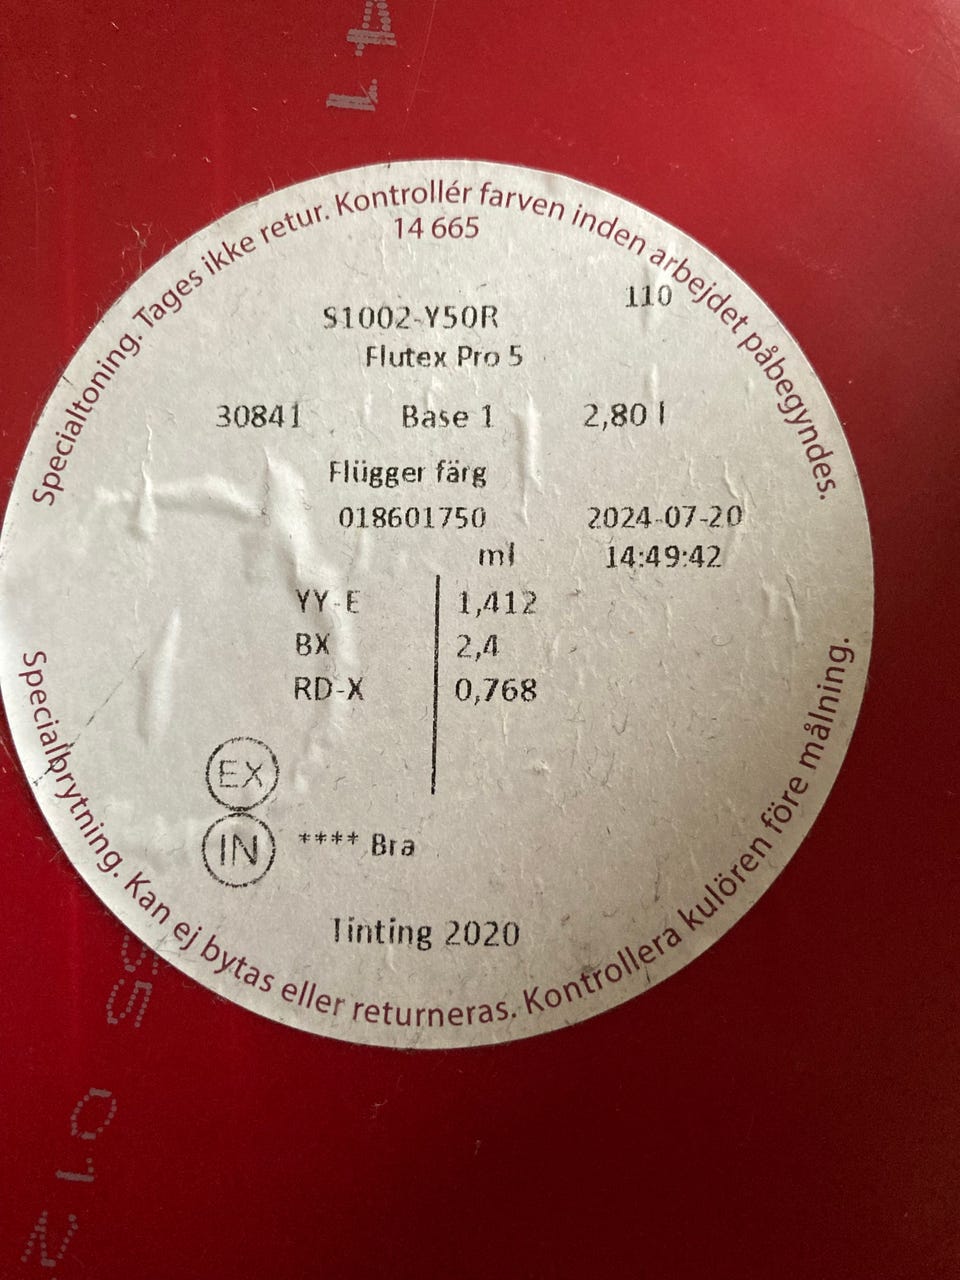 Specialtoning. Tages ikke retur. Kontrollér farven inden arbejdet påbegyndes.
14 665
110
S1002-Y50R
Flutex Pro 5
30841 Base 1 2,80 l
Flügger färg
018601750 2024-07-20
ml 14:49:42
YY-E 1,412
BX 2,4
RD-X 0,768
EX
IN **** Bra
Tinting 2020
Specialbrytning. Kan ej bytas eller returneras. Kontrollera kulören före målning.